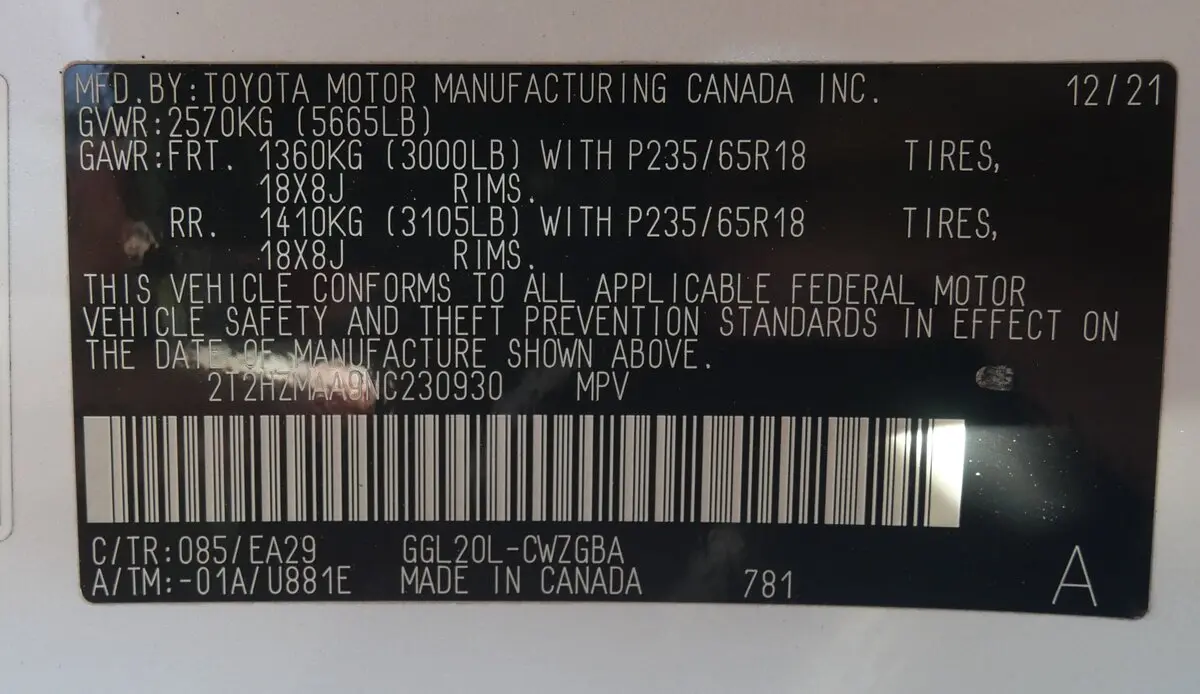 MFD.BY:TOYOTA MOTOR MANUFACTURING CANADA INC. 12/21
GVWR:2570KG (5665LB)
GAWR:FRT. 1360KG (3000LB) WITH P235/65R18 TIRES,
18X8J RIMS.
RR. 1410KG (3105LB) WITH P235/65R18 TIRES,
18X8J RIMS.
THIS VEHICLE CONFORMS TO ALL APPLICABLE FEDERAL MOTOR
VEHICLE SAFETY AND THEFT PREVENTION STANDARDS IN EFFECT ON
THE DATE OF MANUFACTURE SHOWN ABOVE.
2T2HZMAA9NC230930 MPV
C/TR:085/EA29 GGL20L-CWZGBA
A/TM:-01A/U881E MADE IN CANADA 781 A